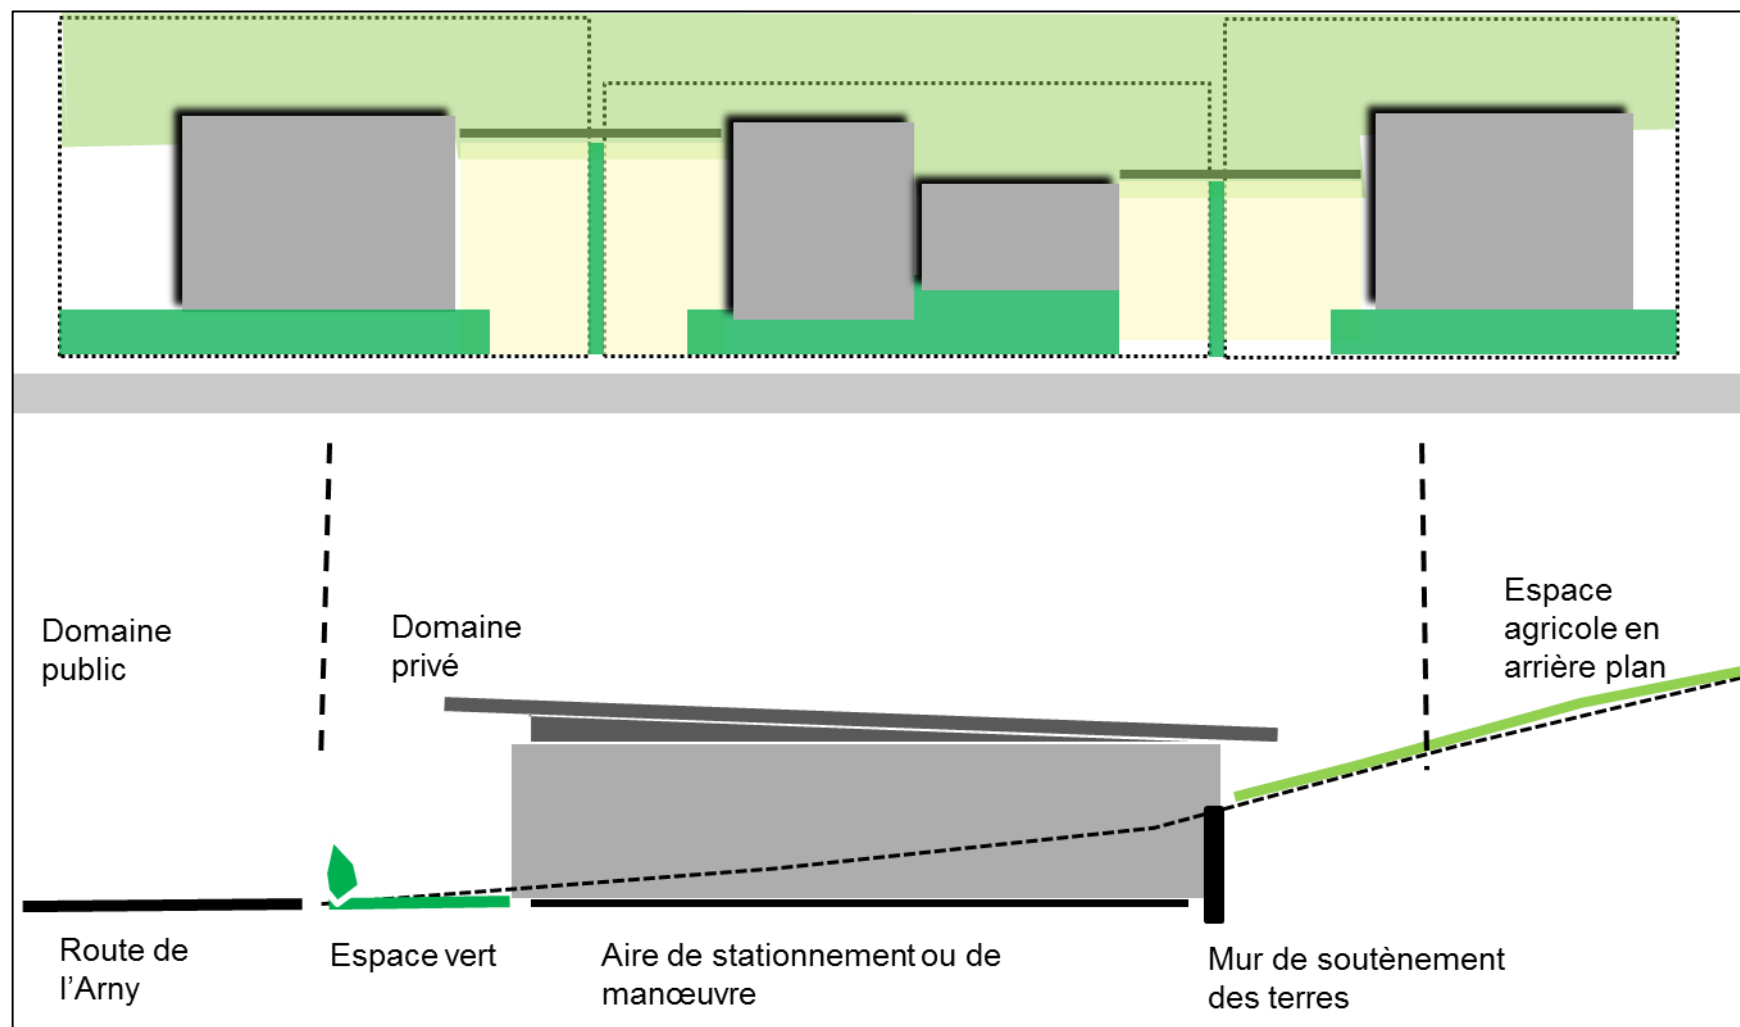 Domaine
public
Domaine
privé
Espace
agricole en
arrière plan
Route de
l'Arny
Espace vert
Aire de stationnement ou de
manœuvre
Mur de soutènement
des terres